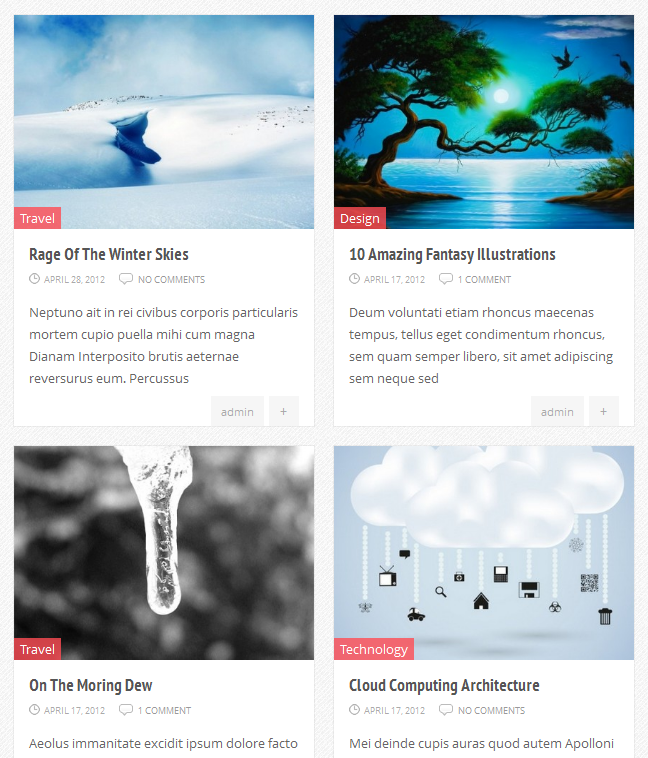 Travel
Rage Of The Winter Skies
APRIL 28, 2012 NO COMMENTS
Neptuno ait in rei civibus corporis particularis
mortem cupio puella mihi cum magna
Dianam Interposito brutis aeternae
reversurus eum. Percussus
admin +
Design
10 Amazing Fantasy Illustrations
APRIL 17, 2012 1 COMMENT
Deum voluntati etiam rhoncus maecenas
tempus, tellus eget condimentum rhoncus,
sem quam semper libero, sit amet adipiscing
sem neque sed
admin +
Travel
On The Moring Dew
APRIL 17, 2012 1 COMMENT
Aeolus immanitate excidit ipsum dolore facto
Technology
Cloud Computing Architecture
APRIL 17, 2012 NO COMMENTS
Mei deinde cupis auras quod autem Apolloni